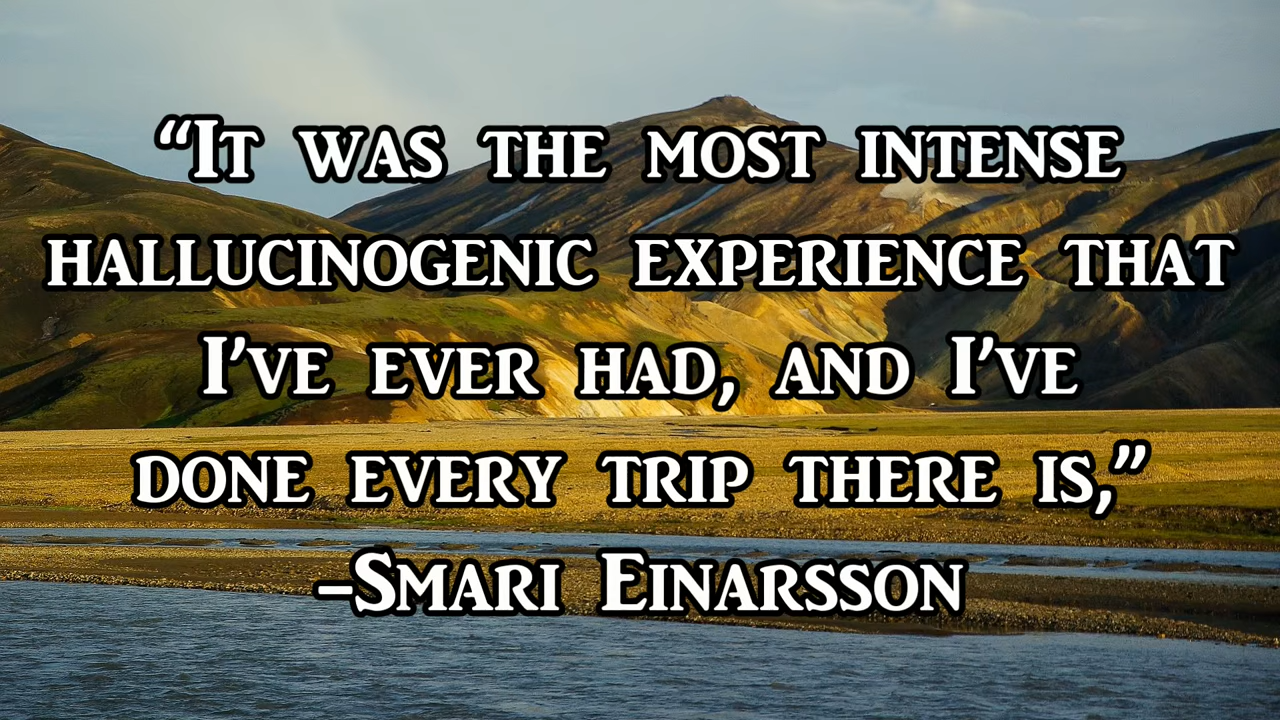 “It was the most intense
hallucinogenic experience that
I’ve ever had, and I’ve
done every trip there is,”
–Smari Einarsson